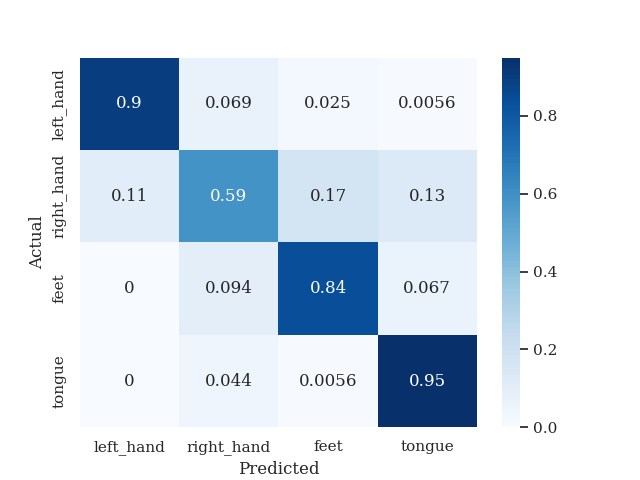 left_hand 0.9 0.069 0.025 0.0056
right_hand 0.11 0.59 0.17 0.13
feet 0 0.094 0.84 0.067
tongue 0 0.044 0.0056 0.95
Actual
left_hand right_hand feet tongue
Predicted
0.8
0.6
0.4
0.2
0.0